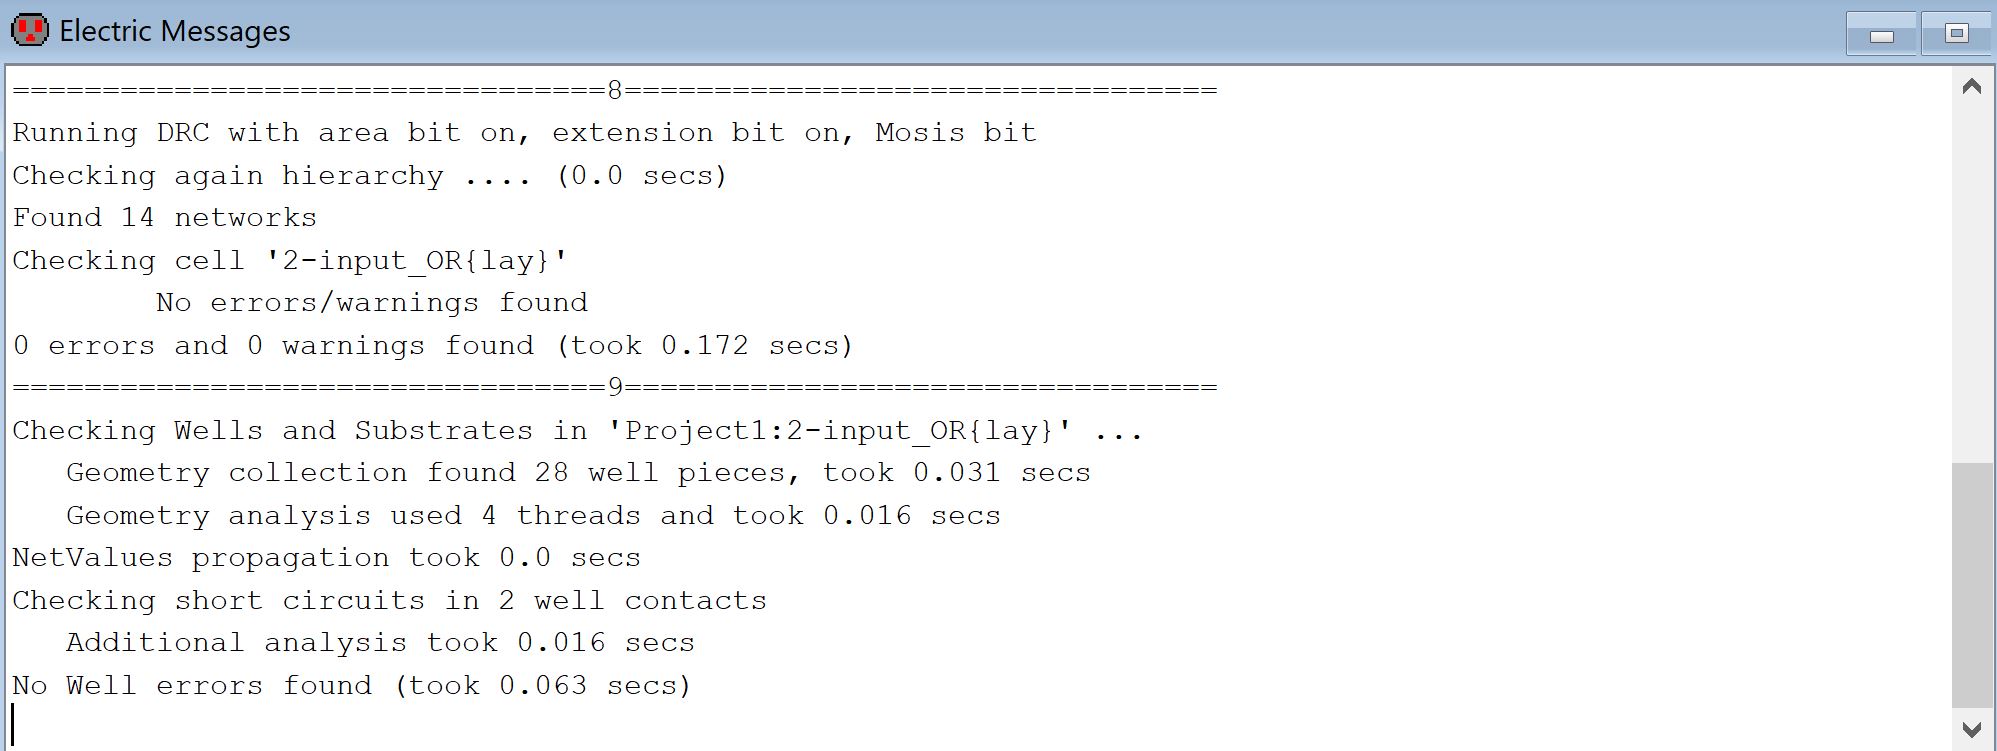 Electric Messages
=================================8=================================
Running DRC with area bit on, extension bit on, Mosis bit
Checking again hierarchy .... (0.0 secs)
Found 14 networks
Checking cell '2-input_OR{lay}'
        No errors/warnings found
0 errors and 0 warnings found (took 0.172 secs)
=================================9=================================
Checking Wells and Substrates in 'Project1:2-input_OR{lay}' ...
   Geometry collection found 28 well pieces, took 0.031 secs
   Geometry analysis used 4 threads and took 0.016 secs
NetValues propagation took 0.0 secs
Checking short circuits in 2 well contacts
   Additional analysis took 0.016 secs
No Well errors found (took 0.063 secs)